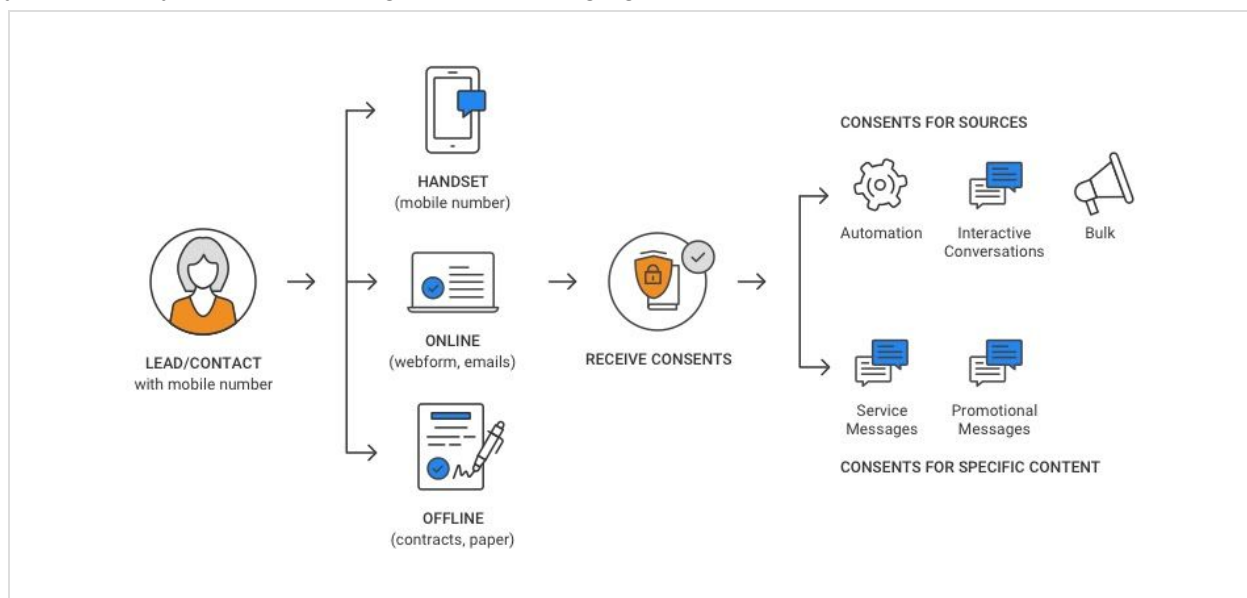 HANDSET
(mobile number)
LEAD/CONTACT
with mobile number
ONLINE
(webform, emails)
OFFLINE
(contracts, paper)
RECEIVE CONSENTS
CONSENTS FOR SOURCES
Automation
Interactive
Conversations
Bulk
Service
Messages
Promotional
Messages
CONSENTS FOR SPECIFIC CONTENT